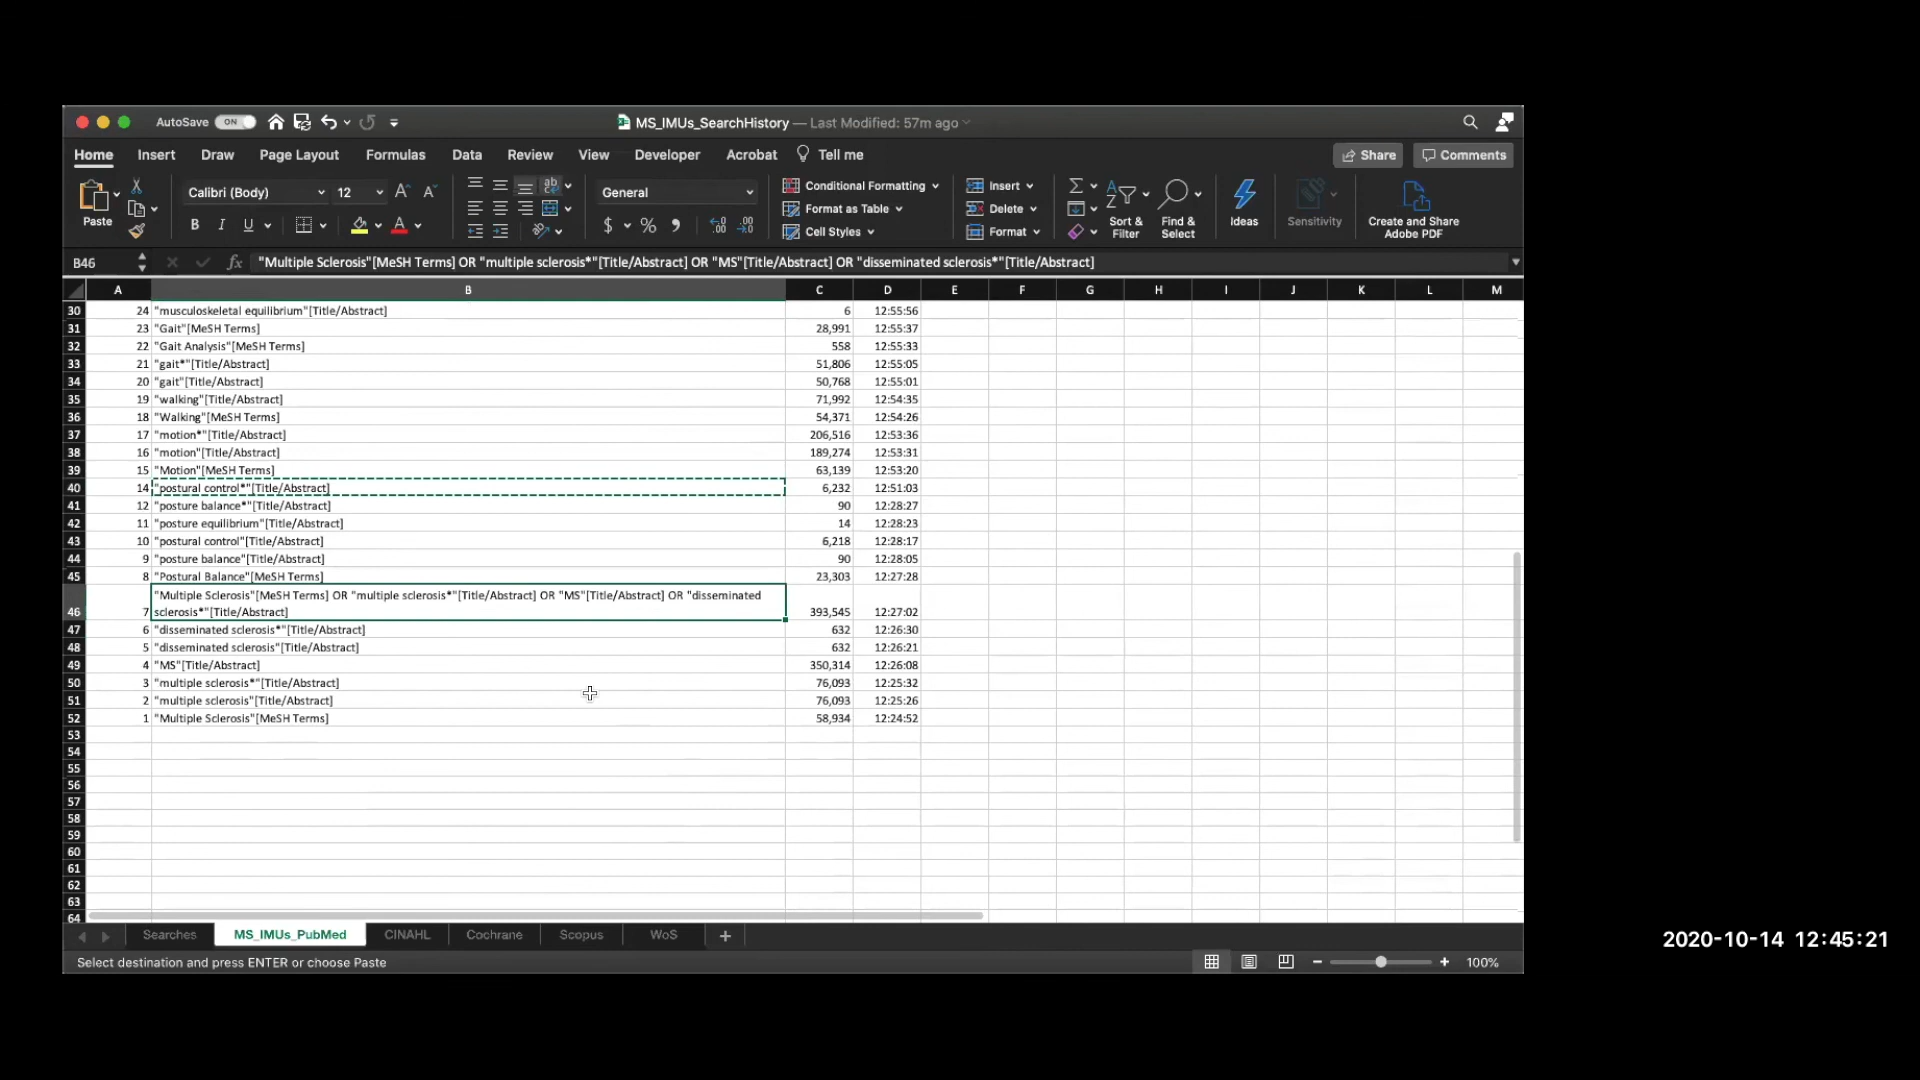 AutoSave ON MS_IMUs_SearchHistory — Last Modified: 57m ago
Home Insert Draw Page Layout Formulas Data Review View Developer Acrobat Tell me Share Comments
Paste Calibri (Body) 12 A^ A B I U A ab General $ % Conditional Formatting Format as Table Cell Styles Insert Delete Format Sort & Filter Find & Select Ideas Sensitivity Create and Share Adobe PDF
B46 fx "Multiple Sclerosis"[MeSH Terms] OR "multiple sclerosis*"[Title/Abstract] OR "MS"[Title/Abstract] OR "disseminated sclerosis*"[Title/Abstract]
A B C D E F G H I J K L M
30 24 "musculoskeletal equilibrium"[Title/Abstract] 6 12:55:56
31 23 "Gait"[MeSH Terms] 28,991 12:55:37
32 22 "Gait Analysis"[MeSH Terms] 558 12:55:33
33 21 "gait*"[Title/Abstract] 51,806 12:55:05
34 20 "gait"[Title/Abstract] 50,768 12:55:01
35 19 "walking"[Title/Abstract] 71,992 12:54:35
36 18 "Walking"[MeSH Terms] 54,371 12:54:26
37 17 "motion*"[Title/Abstract] 206,516 12:53:36
38 16 "motion"[Title/Abstract] 189,274 12:53:31
39 15 "Motion"[MeSH Terms] 63,139 12:53:20
40 14 "postural control*"[Title/Abstract] 6,232 12:51:03
41 12 "posture balance*"[Title/Abstract] 90 12:28:27
42 11 "posture equilibrium"[Title/Abstract] 14 12:28:23
43 10 "postural control"[Title/Abstract] 6,218 12:28:17
44 9 "posture balance"[Title/Abstract] 90 12:28:05
45 8 "Postural Balance"[MeSH Terms] 23,303 12:27:28
"Multiple Sclerosis"[MeSH Terms] OR "multiple sclerosis*"[Title/Abstract] OR "MS"[Title/Abstract] OR "disseminated
46 7 sclerosis*"[Title/Abstract] 393,545 12:27:02
47 6 "disseminated sclerosis*"[Title/Abstract] 632 12:26:30
48 5 "disseminated sclerosis"[Title/Abstract] 632 12:26:21
49 4 "MS"[Title/Abstract] 350,314 12:26:08
50 3 "multiple sclerosis*"[Title/Abstract] 76,093 12:25:32
51 2 "multiple sclerosis"[Title/Abstract] 76,093 12:25:26
52 1 "Multiple Sclerosis"[MeSH Terms] 58,934 12:24:52
53
54
55
56
57
58
59
60
61
62
63
64
Searches MS_IMUs_PubMed CINAHL Cochrane Scopus WoS +
Select destination and press ENTER or choose Paste 100%
2020-10-14 12:45:21